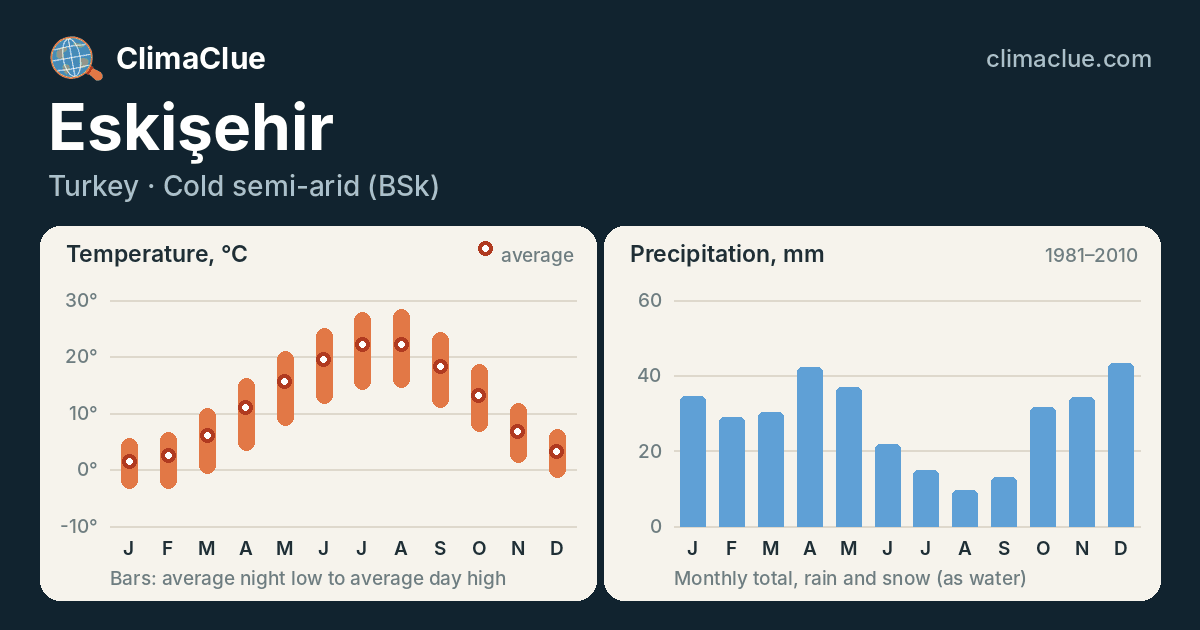 ClimaClue
climaclue.com
Eskişehir
Turkey · Cold semi-arid (BSk)
Temperature, °C
average
30°
20°
10°
0°
-10°
J F M A M J J A S O N D
Bars: average night low to average day high
Precipitation, mm
1981–2010
60
40
20
0
J F M A M J J A S O N D
Monthly total, rain and snow (as water)